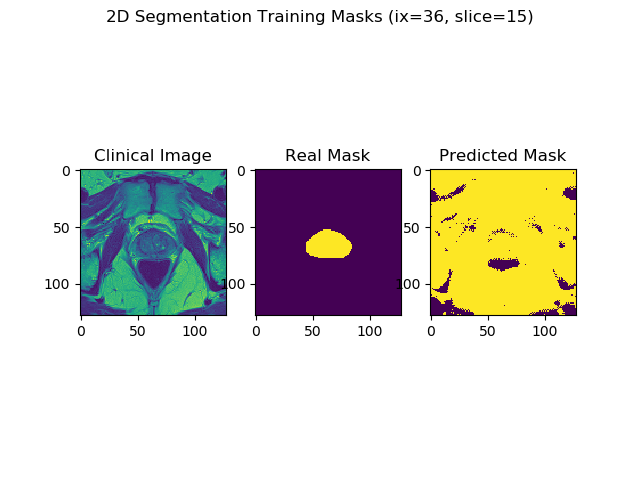 2D Segmentation Training Masks (ix=36, slice=15)
Clinical Image Real Mask Predicted Mask
0 0 0
50 50 50
100 100 100
0 50 100 0 50 100 0 50 100